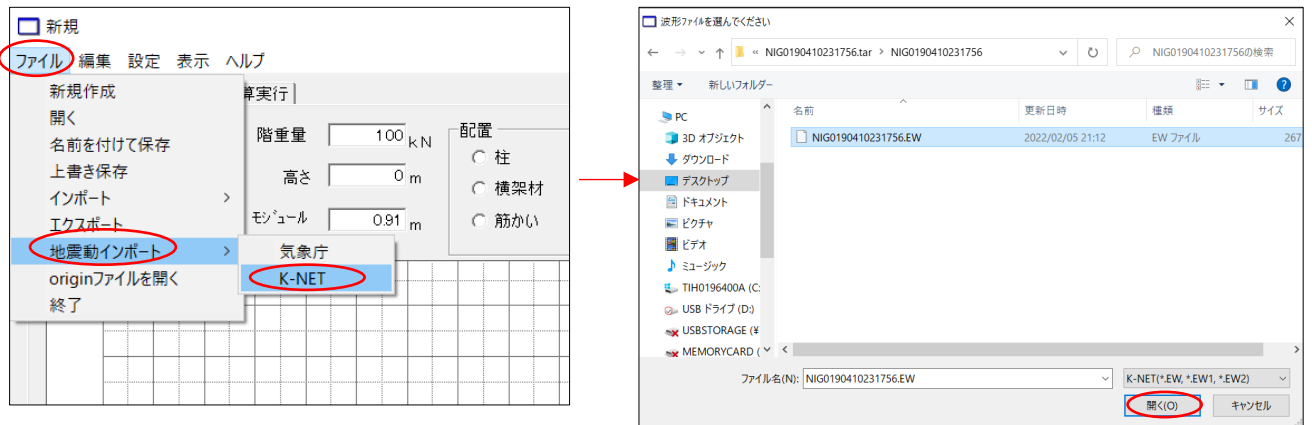 新規
ファイル 編集 設定 表示 ヘルプ
新規作成
開く
名前を付けて保存
上書き保存
インポート
エクスポート
地震動インポート
originファイルを開く
終了
気象庁
K-NET
算実行
階重量 100 kN
高さ 0 m
モジュール 0.91 m
配置
柱
横架材
筋かい
波形ファイルを選んでください
« NIG0190410231756.tar › NIG0190410231756
NIG0190410231756の検索
整理 新しいフォルダー
PC
3D オブジェクト
ダウンロード
デスクトップ
ドキュメント
ピクチャ
ビデオ
ミュージック
TIH0196400A (C:
USB ドライブ (D:)
USBSTORAGE (¥
MEMORYCARD (
名前 更新日時 種類 サイズ
NIG0190410231756.EW 2022/02/05 21:12 EW ファイル 267
ファイル名(N): NIG0190410231756.EW K-NET(*.EW, *.EW1, *.EW2)
開く(O) キャンセル